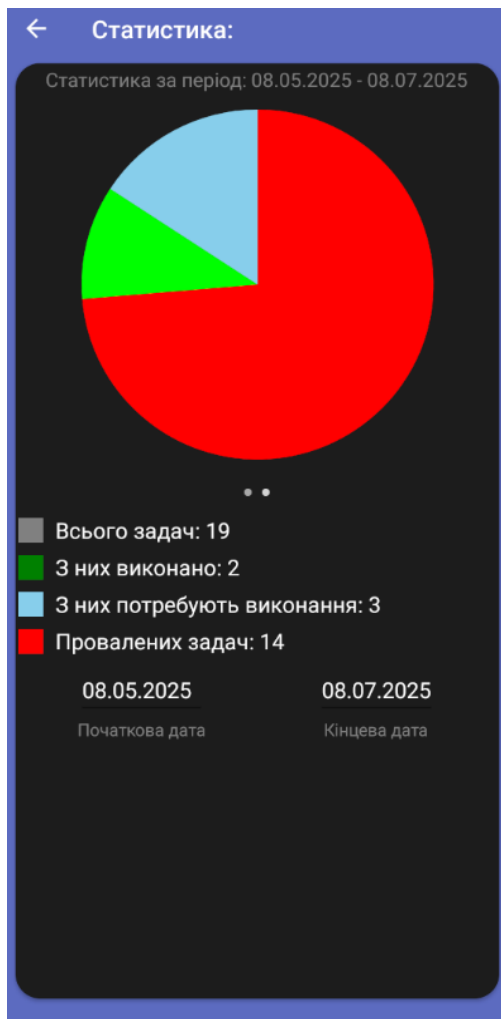 Статистика:
Статистика за період: 08.05.2025 - 08.07.2025
Всього задач: 19
З них виконано: 2
З них потребують виконання: 3
Провалених задач: 14
08.05.2025 08.07.2025
Початкова дата Кінцева дата